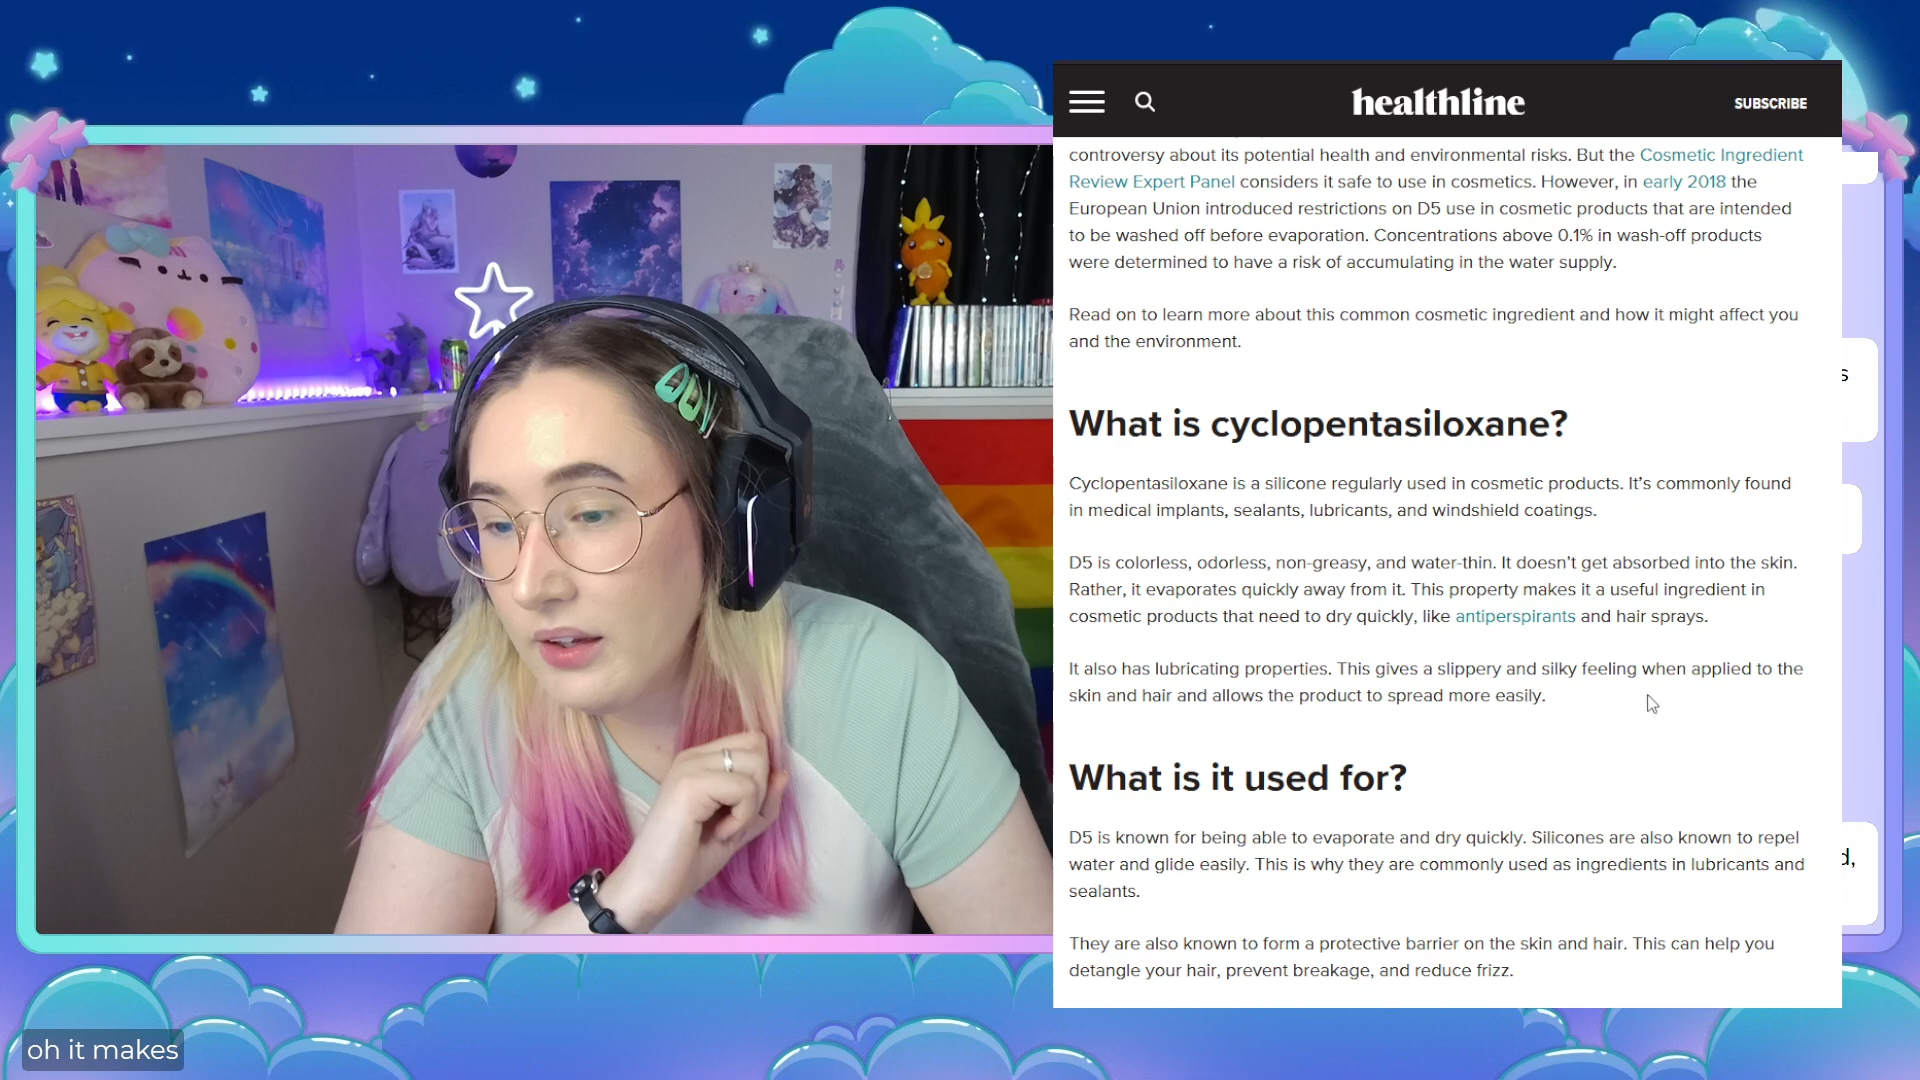 healthline
SUBSCRIBE
controversy about its potential health and environmental risks. But the Cosmetic Ingredient
Review Expert Panel considers it safe to use in cosmetics. However, in early 2018 the
European Union introduced restrictions on D5 use in cosmetic products that are intended
to be washed off before evaporation. Concentrations above 0.1% in wash-off products
were determined to have a risk of accumulating in the water supply.
Read on to learn more about this common cosmetic ingredient and how it might affect you
and the environment.
What is cyclopentasiloxane?
Cyclopentasiloxane is a silicone regularly used in cosmetic products. It’s commonly found
in medical implants, sealants, lubricants, and windshield coatings.
D5 is colorless, odorless, non-greasy, and water-thin. It doesn’t get absorbed into the skin.
Rather, it evaporates quickly away from it. This property makes it a useful ingredient in
cosmetic products that need to dry quickly, like antiperspirants and hair sprays.
It also has lubricating properties. This gives a slippery and silky feeling when applied to the
skin and hair and allows the product to spread more easily.
What is it used for?
D5 is known for being able to evaporate and dry quickly. Silicones are also known to repel
water and glide easily. This is why they are commonly used as ingredients in lubricants and
sealants.
They are also known to form a protective barrier on the skin and hair. This can help you
detangle your hair, prevent breakage, and reduce frizz.
s
d,
oh it makes